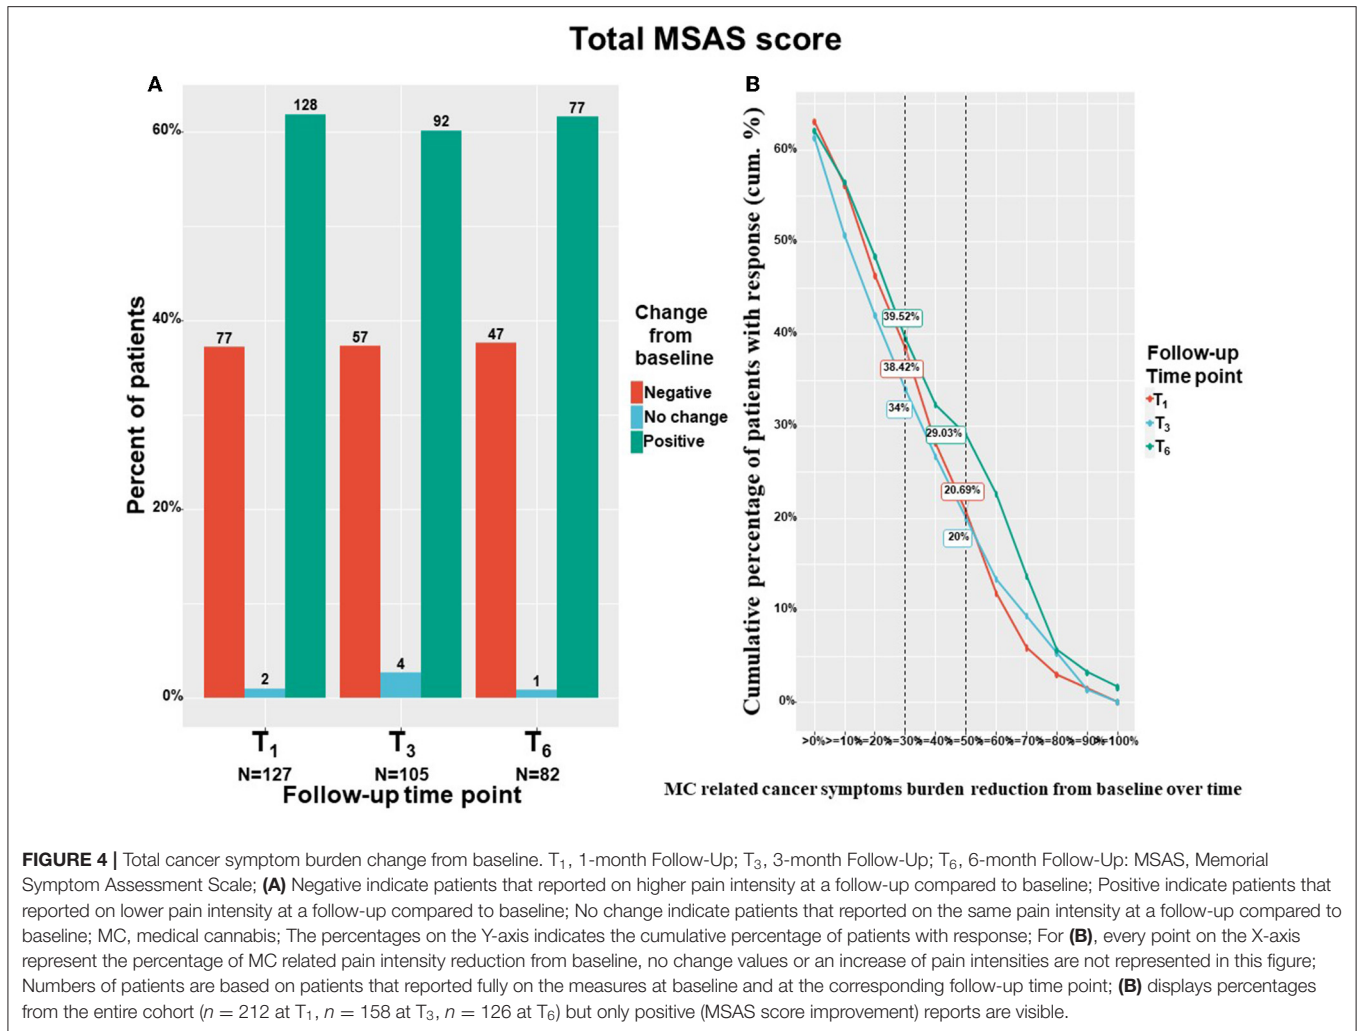 Total MSAS score
A
Percent of patients
60%
40%
20%
0%
128
92
77
77
57
47
2
4
1
T1
T3
T6
N=127
N=105
N=82
Follow-up time point
Change
from
baseline
Negative
No change
Positive
B
Cumulative percentage of patients with response (cum. %)
60%
50%
40%
30%
20%
10%
0%
39.52%
38.42%
34%
29.03%
20.69%
20%
>0% >=10% >=20% >=30% >=40% >=50% >=60% >=70% >=80% >=90% >=100%
MC related cancer symptoms burden reduction from baseline over time
Follow-up
Time point
T1
T3
T6
FIGURE 4 | Total cancer symptom burden change from baseline. T1, 1-month Follow-Up; T3, 3-month Follow-Up; T6, 6-month Follow-Up: MSAS, Memorial
Symptom Assessment Scale; (A) Negative indicate patients that reported on higher pain intensity at a follow-up compared to baseline; Positive indicate patients that
reported on lower pain intensity at a follow-up compared to baseline; No change indicate patients that reported on the same pain intensity at a follow-up compared to
baseline; MC, medical cannabis; The percentages on the Y-axis indicates the cumulative percentage of patients with response; For (B), every point on the X-axis
represent the percentage of MC related pain intensity reduction from baseline, no change values or an increase of pain intensities are not represented in this figure;
Numbers of patients are based on patients that reported fully on the measures at baseline and at the corresponding follow-up time point; (B) displays percentages
from the entire cohort (n = 212 at T1, n = 158 at T3, n = 126 at T6) but only positive (MSAS score improvement) reports are visible.